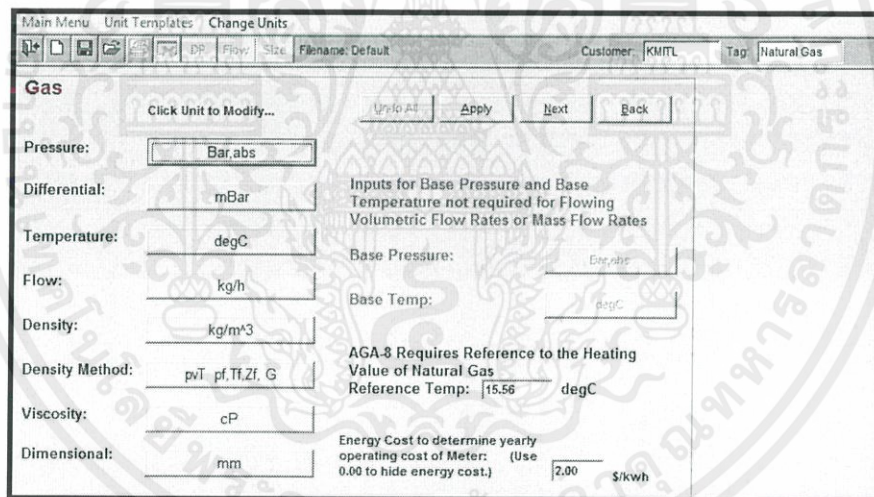 Main Menu Unit Templates Change Units
DP Flow Size Filename: Default Customer: KMITL Tag: Natural Gas
Gas
Click Unit to Modify... Undo All Apply Next Back
Pressure: Bar,abs
Differential: mBar
Inputs for Base Pressure and Base
Temperature not required for Flowing
Volumetric Flow Rates or Mass Flow Rates
Temperature: degC
Base Pressure: Bar,abs
Flow: kg/h
Base Temp: degC
Density: kg/m^3
AGA-8 Requires Reference to the Heating
Value of Natural Gas
Reference Temp: 15.56 degC
Density Method: pvT pf,Tf,Zf, G
Viscosity: cP
Dimensional: mm
Energy Cost to determine yearly
operating cost of Meter: (Use
0.00 to hide energy cost.) 2.00 $/kwh